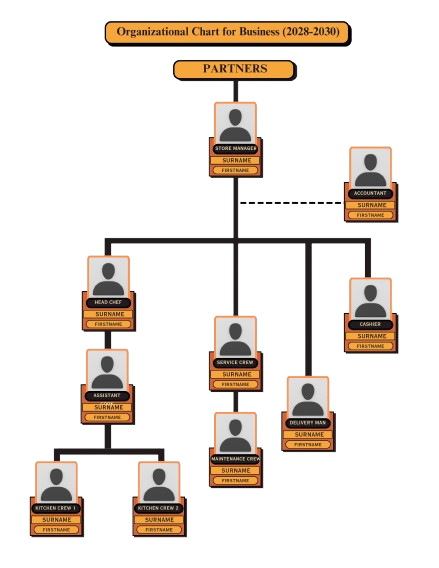 Organizational Chart for Business (2028-2030)
PARTNERS
STORE MANAGER
SURNAME
FIRSTNAME
ACCOUNTANT
SURNAME
FIRSTNAME
HEAD CHEF
SURNAME
FIRSTNAME
CASHIER
SURNAME
FIRSTNAME
SERVICE CREW
SURNAME
FIRSTNAME
ASSISTANT
SURNAME
FIRSTNAME
DELIVERY MAN
SURNAME
FIRSTNAME
MAINTENANCE CREW
SURNAME
FIRSTNAME
KITCHEN CREW 1
SURNAME
FIRSTNAME
KITCHEN CREW 2
SURNAME
FIRSTNAME